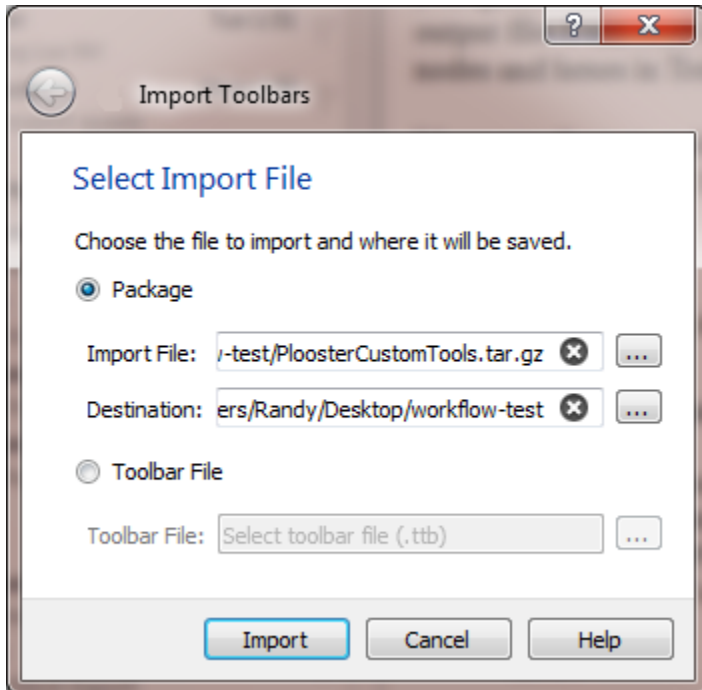 ?
X
Import Toolbars
Select Import File
Choose the file to import and where it will be saved.
Package
Import File: -test/PloosterCustomTools.tar.gz ...
Destination: ers/Randy/Desktop/workflow-test ...
Toolbar File
Toolbar File: Select toolbar file (.ttb) ...
Import Cancel Help